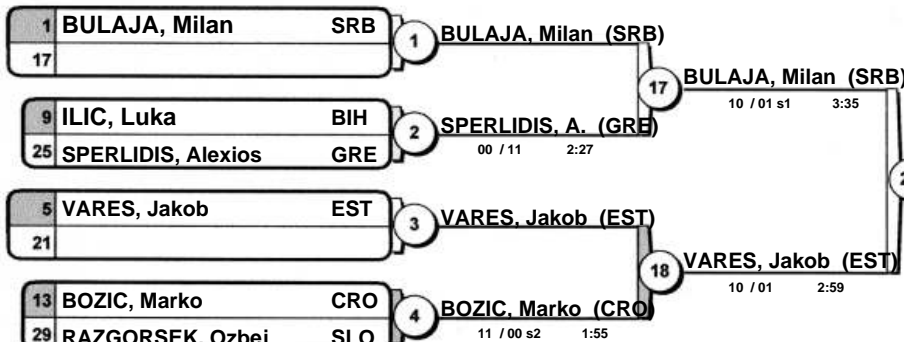 1 BULAJA, Milan SRB
17
1 BULAJA, Milan (SRB)
9 ILIC, Luka BIH
25 SPERLIDIS, Alexios GRE
2 SPERLIDIS, A. (GRE)
00 / 11 2:27
17 BULAJA, Milan (SRB)
10 / 01 s1 3:35
5 VARES, Jakob EST
21
3 VARES, Jakob (EST)
13 BOZIC, Marko CRO
29 RAZGORSEK, Ozbej SLO
4 BOZIC, Marko (CRO)
11 / 00 s2 1:55
18 VARES, Jakob (EST)
10 / 01 2:59